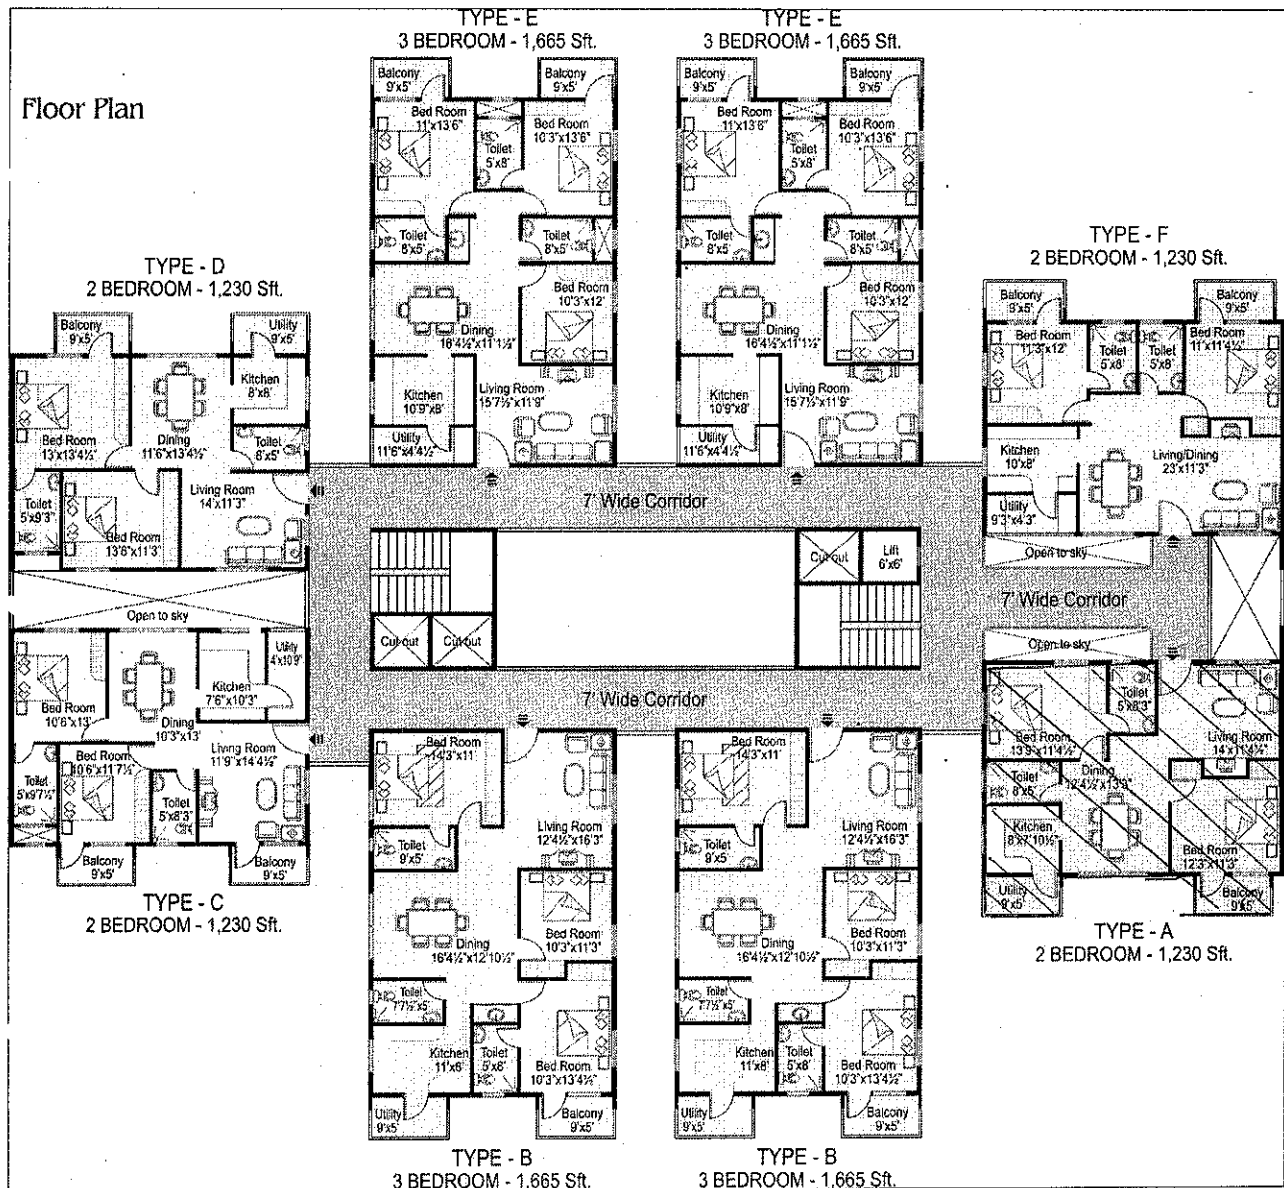 Floor Plan
TYPE - E
3 BEDROOM - 1,665 Sft.
Balcony
9'x5'
Balcony
9'x5'
Bed Room
11'x13'6"
Toilet
5'x8'
Bed Room
10'3"x13'6"
Toilet
8'x5'
Toilet
8'x5'
Bed Room
10'3"x12'
Dining
16'4½"x11'1½"
Kitchen
10'9"x8'
Living Room
15'7½"x11'9"
Utility
11'6"x4'4½"
TYPE - E
3 BEDROOM - 1,665 Sft.
Balcony
9'x5'
Balcony
9'x5'
Bed Room
11'x13'6"
Toilet
5'x8'
Bed Room
10'3"x13'6"
Toilet
8'x5'
Toilet
8'x5'
Bed Room
10'3"x12'
Dining
16'4½"x11'1½"
Kitchen
10'9"x8'
Living Room
15'7½"x11'9"
Utility
11'6"x4'4½"
TYPE - D
2 BEDROOM - 1,230 Sft.
Balcony
9'x5'
Utility
9'x5'
Kitchen
8'x8'
Bed Room
13'x13'4½"
Dining
11'6"x13'4½"
Toilet
8'x5'
Toilet
5'x9'3"
Living Room
14'x11'3"
Bed Room
13'6"x11'3"
TYPE - F
2 BEDROOM - 1,230 Sft.
Balcony
9'x5'
Balcony
9'x5'
Bed Room
11'3"x12'
Toilet
5'x8'
Toilet
5'x8'
Bed Room
11'x11'4½"
Kitchen
10'x8'
Living/Dining
23'x11'3"
Utility
9'3"x4'3"
7' Wide Corridor
Cut out
Lift
6'x6'
Open to sky
7' Wide Corridor
Open to sky
Open to sky
Cut out
Cut out
7' Wide Corridor
Utility
4'x10'9"
Kitchen
7'6"x10'3"
Bed Room
10'6"x13'
Dining
10'3"x13'
Bed Room
10'6"x11'7½"
Living Room
11'9"x14'4½"
Toilet
5'x9'7½"
Toilet
5'x8'3"
Balcony
9'x5'
Balcony
9'x5'
TYPE - C
2 BEDROOM - 1,230 Sft.
Bed Room
14'3"x11'
Living Room
12'4½"x16'3"
Toilet
9'x5'
Dining
16'4½"x12'10½"
Bed Room
10'3"x11'3"
Toilet
7'7½"x5'
Kitchen
11'x8'
Toilet
5'x8'
Bed Room
10'3"x13'4½"
Utility
9'x5'
Balcony
9'x5'
TYPE - B
3 BEDROOM - 1,665 Sft.
Bed Room
14'3"x11'
Living Room
12'4½"x16'3"
Toilet
9'x5'
Dining
16'4½"x12'10½"
Bed Room
10'3"x11'3"
Toilet
7'7½"x5'
Kitchen
11'x8'
Toilet
5'x8'
Bed Room
10'3"x13'4½"
Utility
9'x5'
Balcony
9'x5'
TYPE - B
3 BEDROOM - 1,665 Sft.
Toilet
5'x8'3"
Bed Room
13'9"x11'4½"
Living Room
14'x11'4½"
Toilet
8'x5'
Dining
12'4½"x13'9"
Kitchen
8'x7'10½"
Bed Room
12'3"x11'3"
Utility
9'x5'
Balcony
9'x5'
TYPE - A
2 BEDROOM - 1,230 Sft.